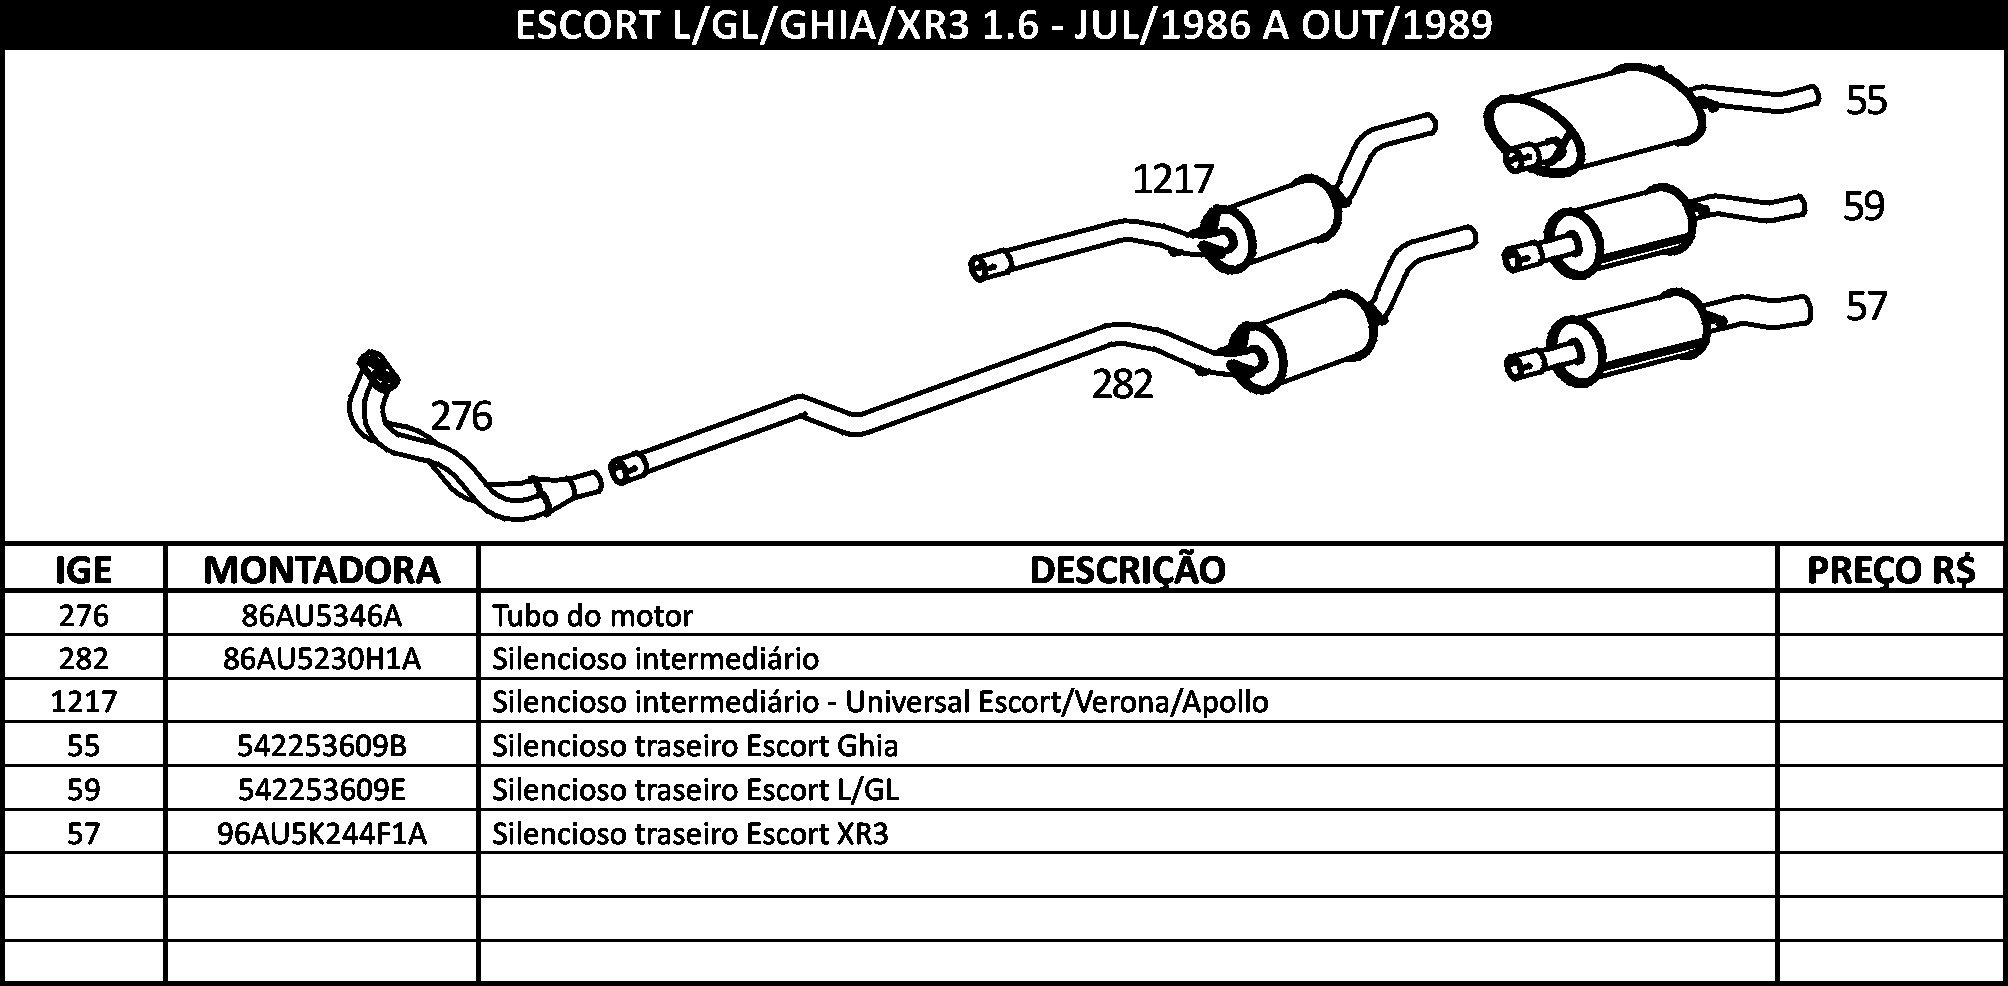 ESCORT L/GL/GHIA/XR3 1.6 - JUL/1986 A OUT/1989
55
1217
59
57
282
276
IGE MONTADORA DESCRIÇÃO PREÇO R$
276 86AU5346A Tubo do motor
282 86AU5230H1A Silencioso intermediário
1217 Silencioso intermediário - Universal Escort/Verona/Apollo
55 542253609B Silencioso traseiro Escort Ghia
59 542253609E Silencioso traseiro Escort L/GL
57 96AU5K244F1A Silencioso traseiro Escort XR3